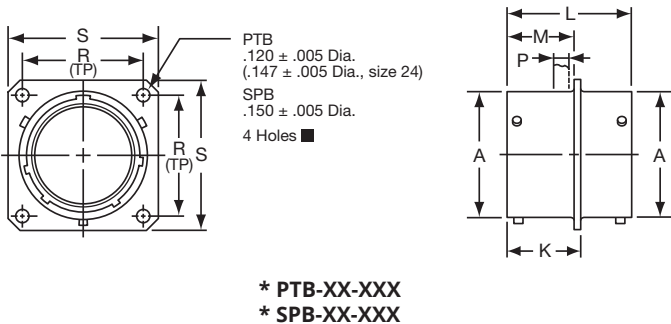 S
R
(TP)
PTB
.120 ± .005 Dia.
(.147 ± .005 Dia., size 24)
SPB
.150 ± .005 Dia.
4 Holes ■
R
(TP)
S
L
M
P
A
A
K
* PTB-XX-XXX
* SPB-XX-XXX